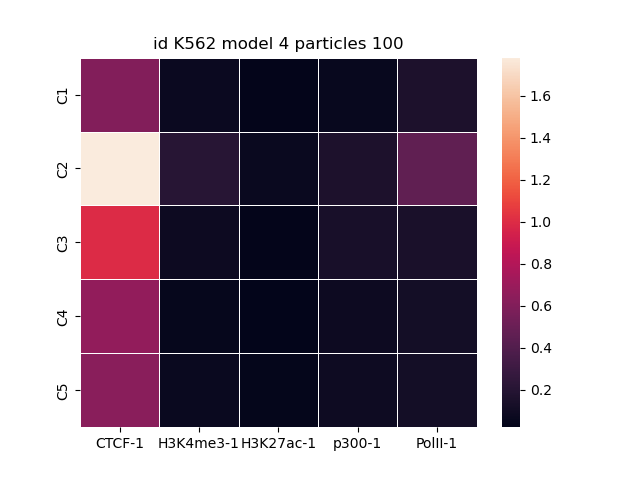 id K562 model 4 particles 100
C1
C2
C3
C4
C5
CTCF-1 H3K4me3-1 H3K27ac-1 p300-1 PolII-1
1.6
1.4
1.2
1.0
0.8
0.6
0.4
0.2